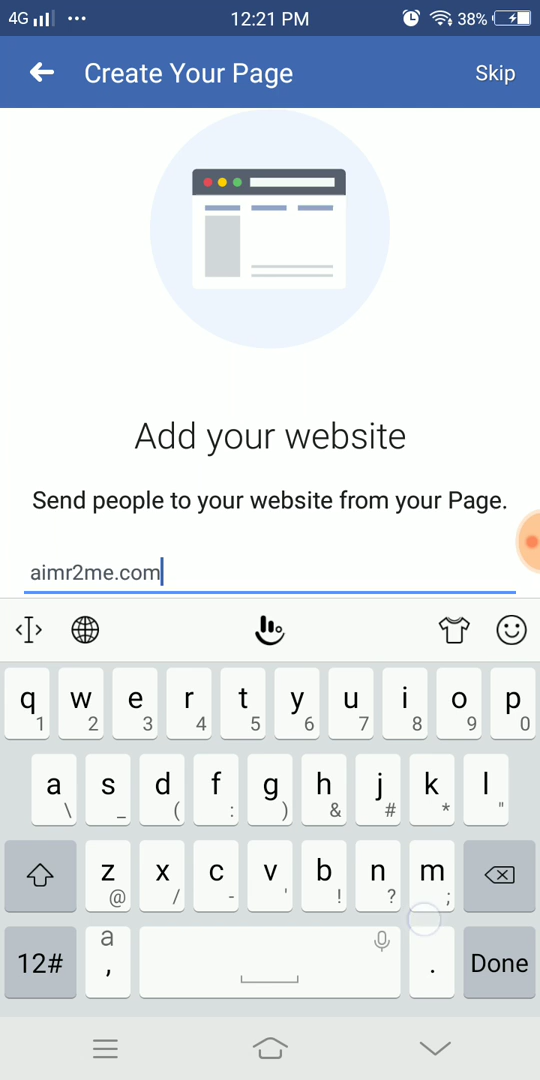 4G 12:21 PM 38%
Create Your Page Skip
Add your website
Send people to your website from your Page.
aimr2me.com
q w e r t y u i o p
1 2 3 4 5 6 7 8 9 0
a s d f g h j k l
\ _ ( : ) & # * "
z x c v b n m
@ / - ' ! ? ;
12# a , . Done